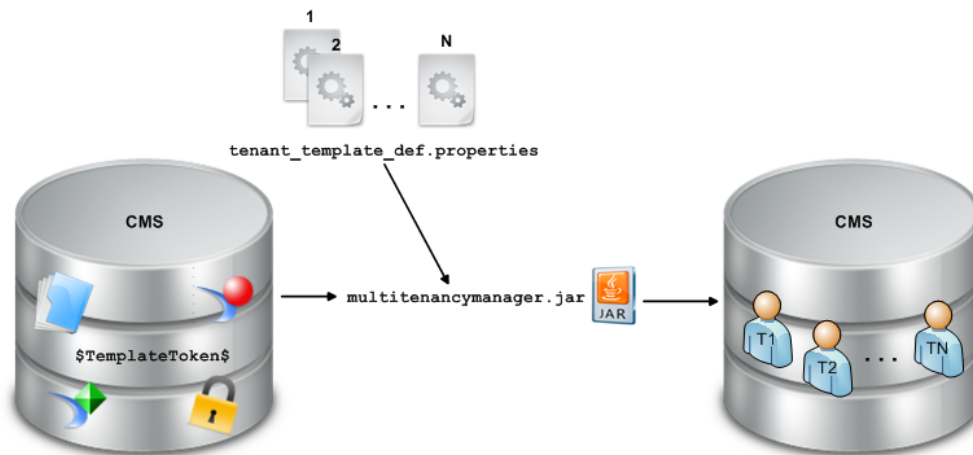 1
2
N
. . .
tenant_template_def.properties
CMS
CMS
multitenancymanager.jar
JAR
$TemplateToken$
T1
T2
. . .
TN